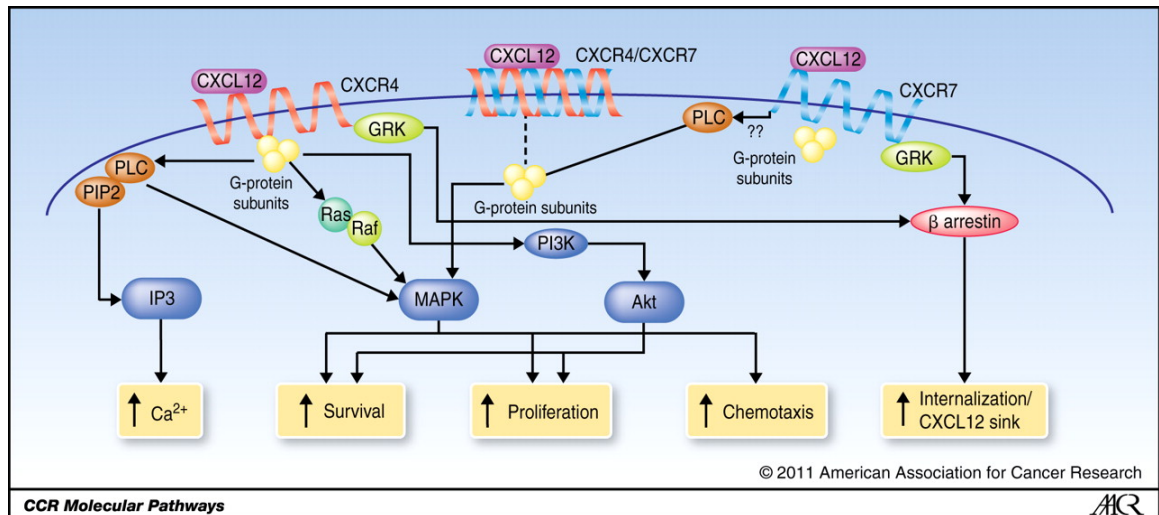 CXCL12
CXCR4
CXCL12
CXCR4/CXCR7
CXCL12
CXCR7
GRK
PLC
??
G-protein
subunits
GRK
PLC
PIP2
G-protein
subunits
G-protein subunits
Ras
Raf
PI3K
β arrestin
IP3
MAPK
Akt
Ca2+
Survival
Proliferation
Chemotaxis
Internalization/
CXCL12 sink
© 2011 American Association for Cancer Research
CCR Molecular Pathways
AACR